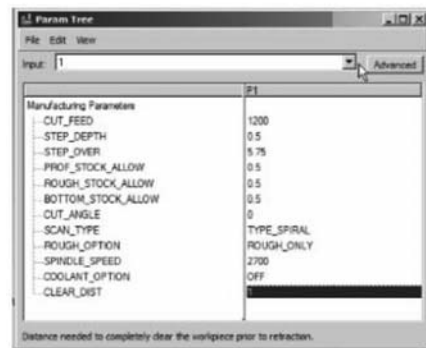 Param Tree
File Edit View
Input: 1 Advanced
P1
Manufacturing Parameters
CUT_FEED 1200
STEP_DEPTH 0.5
STEP_OVER 5.75
PROF_STOCK_ALLOW 0.5
ROUGH_STOCK_ALLOW 0.5
BOTTOM_STOCK_ALLOW 0.5
CUT_ANGLE 0
SCAN_TYPE TYPE_SPIRAL
ROUGH_OPTION ROUGH_ONLY
SPINDLE_SPEED 2700
COOLANT_OPTION OFF
CLEAR_DIST
Distance needed to completely clear the workpiece prior to retraction.